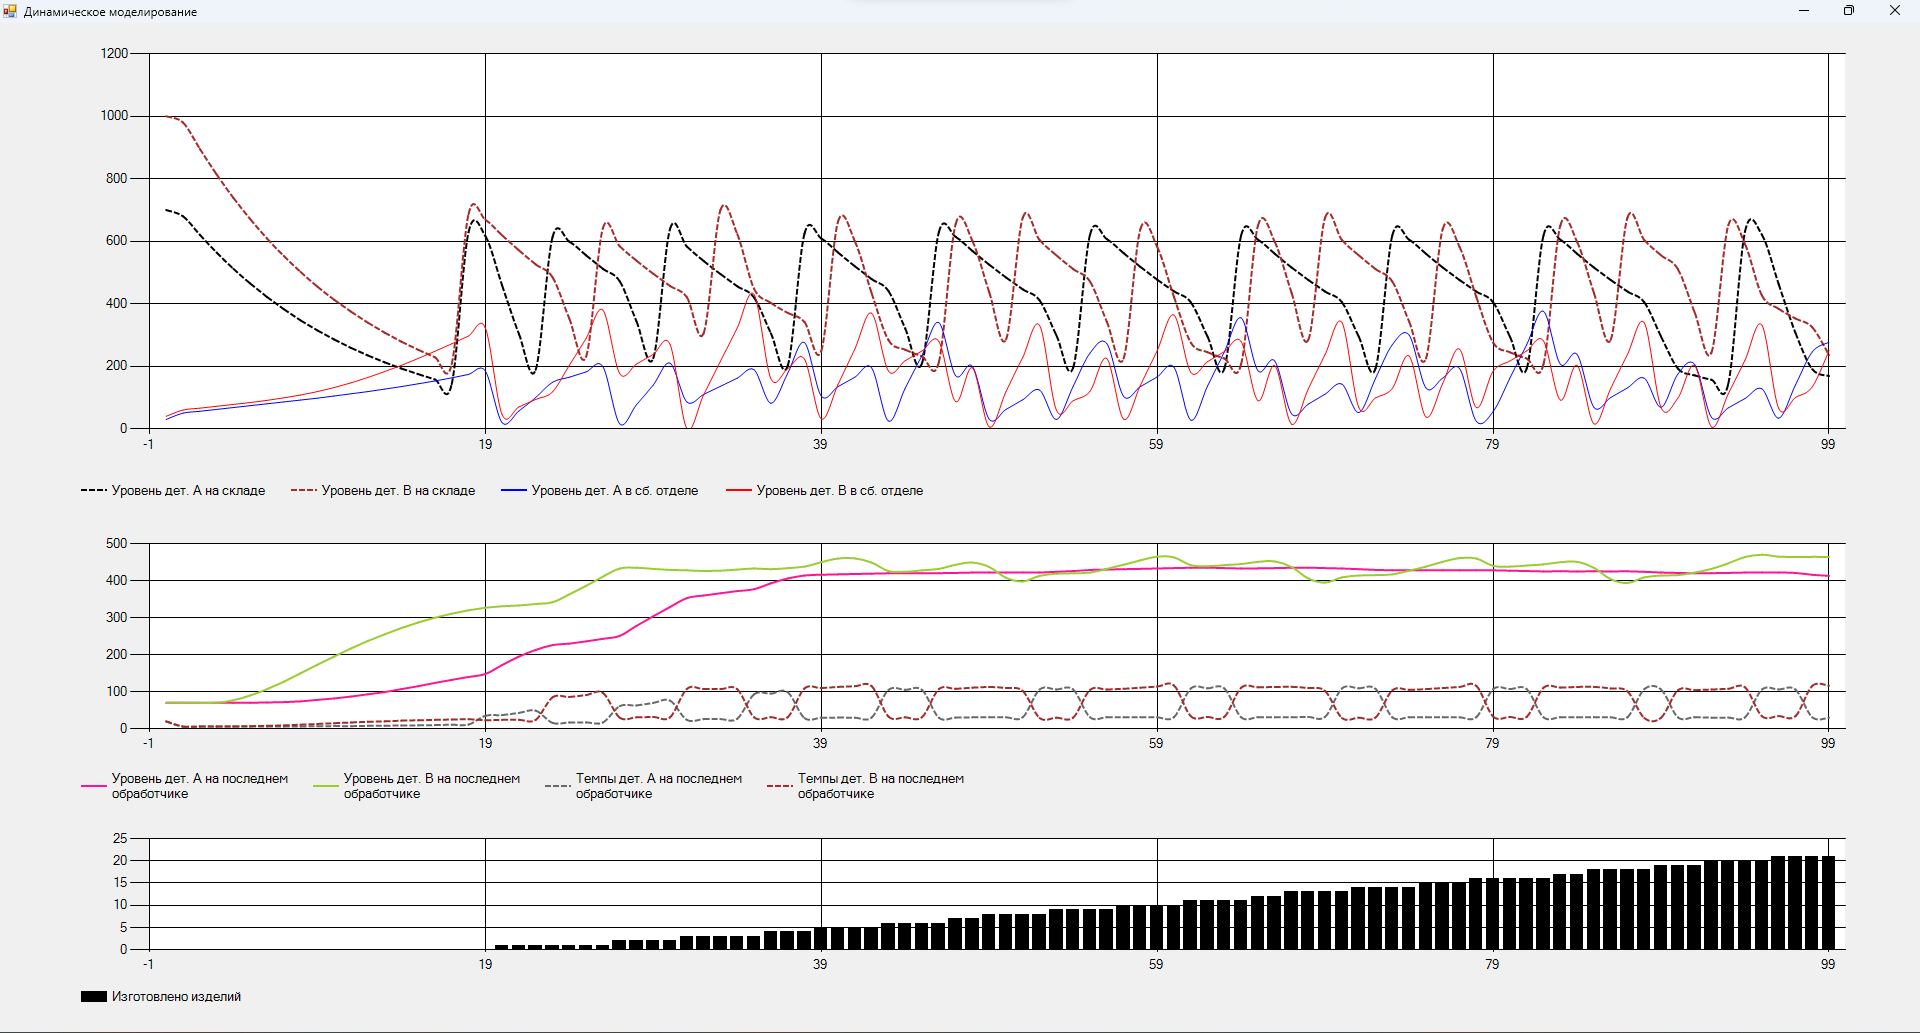 Динамическое моделирование
1200
1000
800
600
400
200
0
-1 19 39 59 79 99
Уровень дет. А на складе Уровень дет. В на складе Уровень дет. А в сб. отделе Уровень дет. В в сб. отделе
500
400
300
200
100
0
-1 19 39 59 79 99
Уровень дет. А на последнем обработчике
Уровень дет. В на последнем обработчике
Темпы дет. А на последнем обработчике
Темпы дет. В на последнем обработчике
25
20
15
10
5
0
-1 19 39 59 79 99
Изготовлено изделий